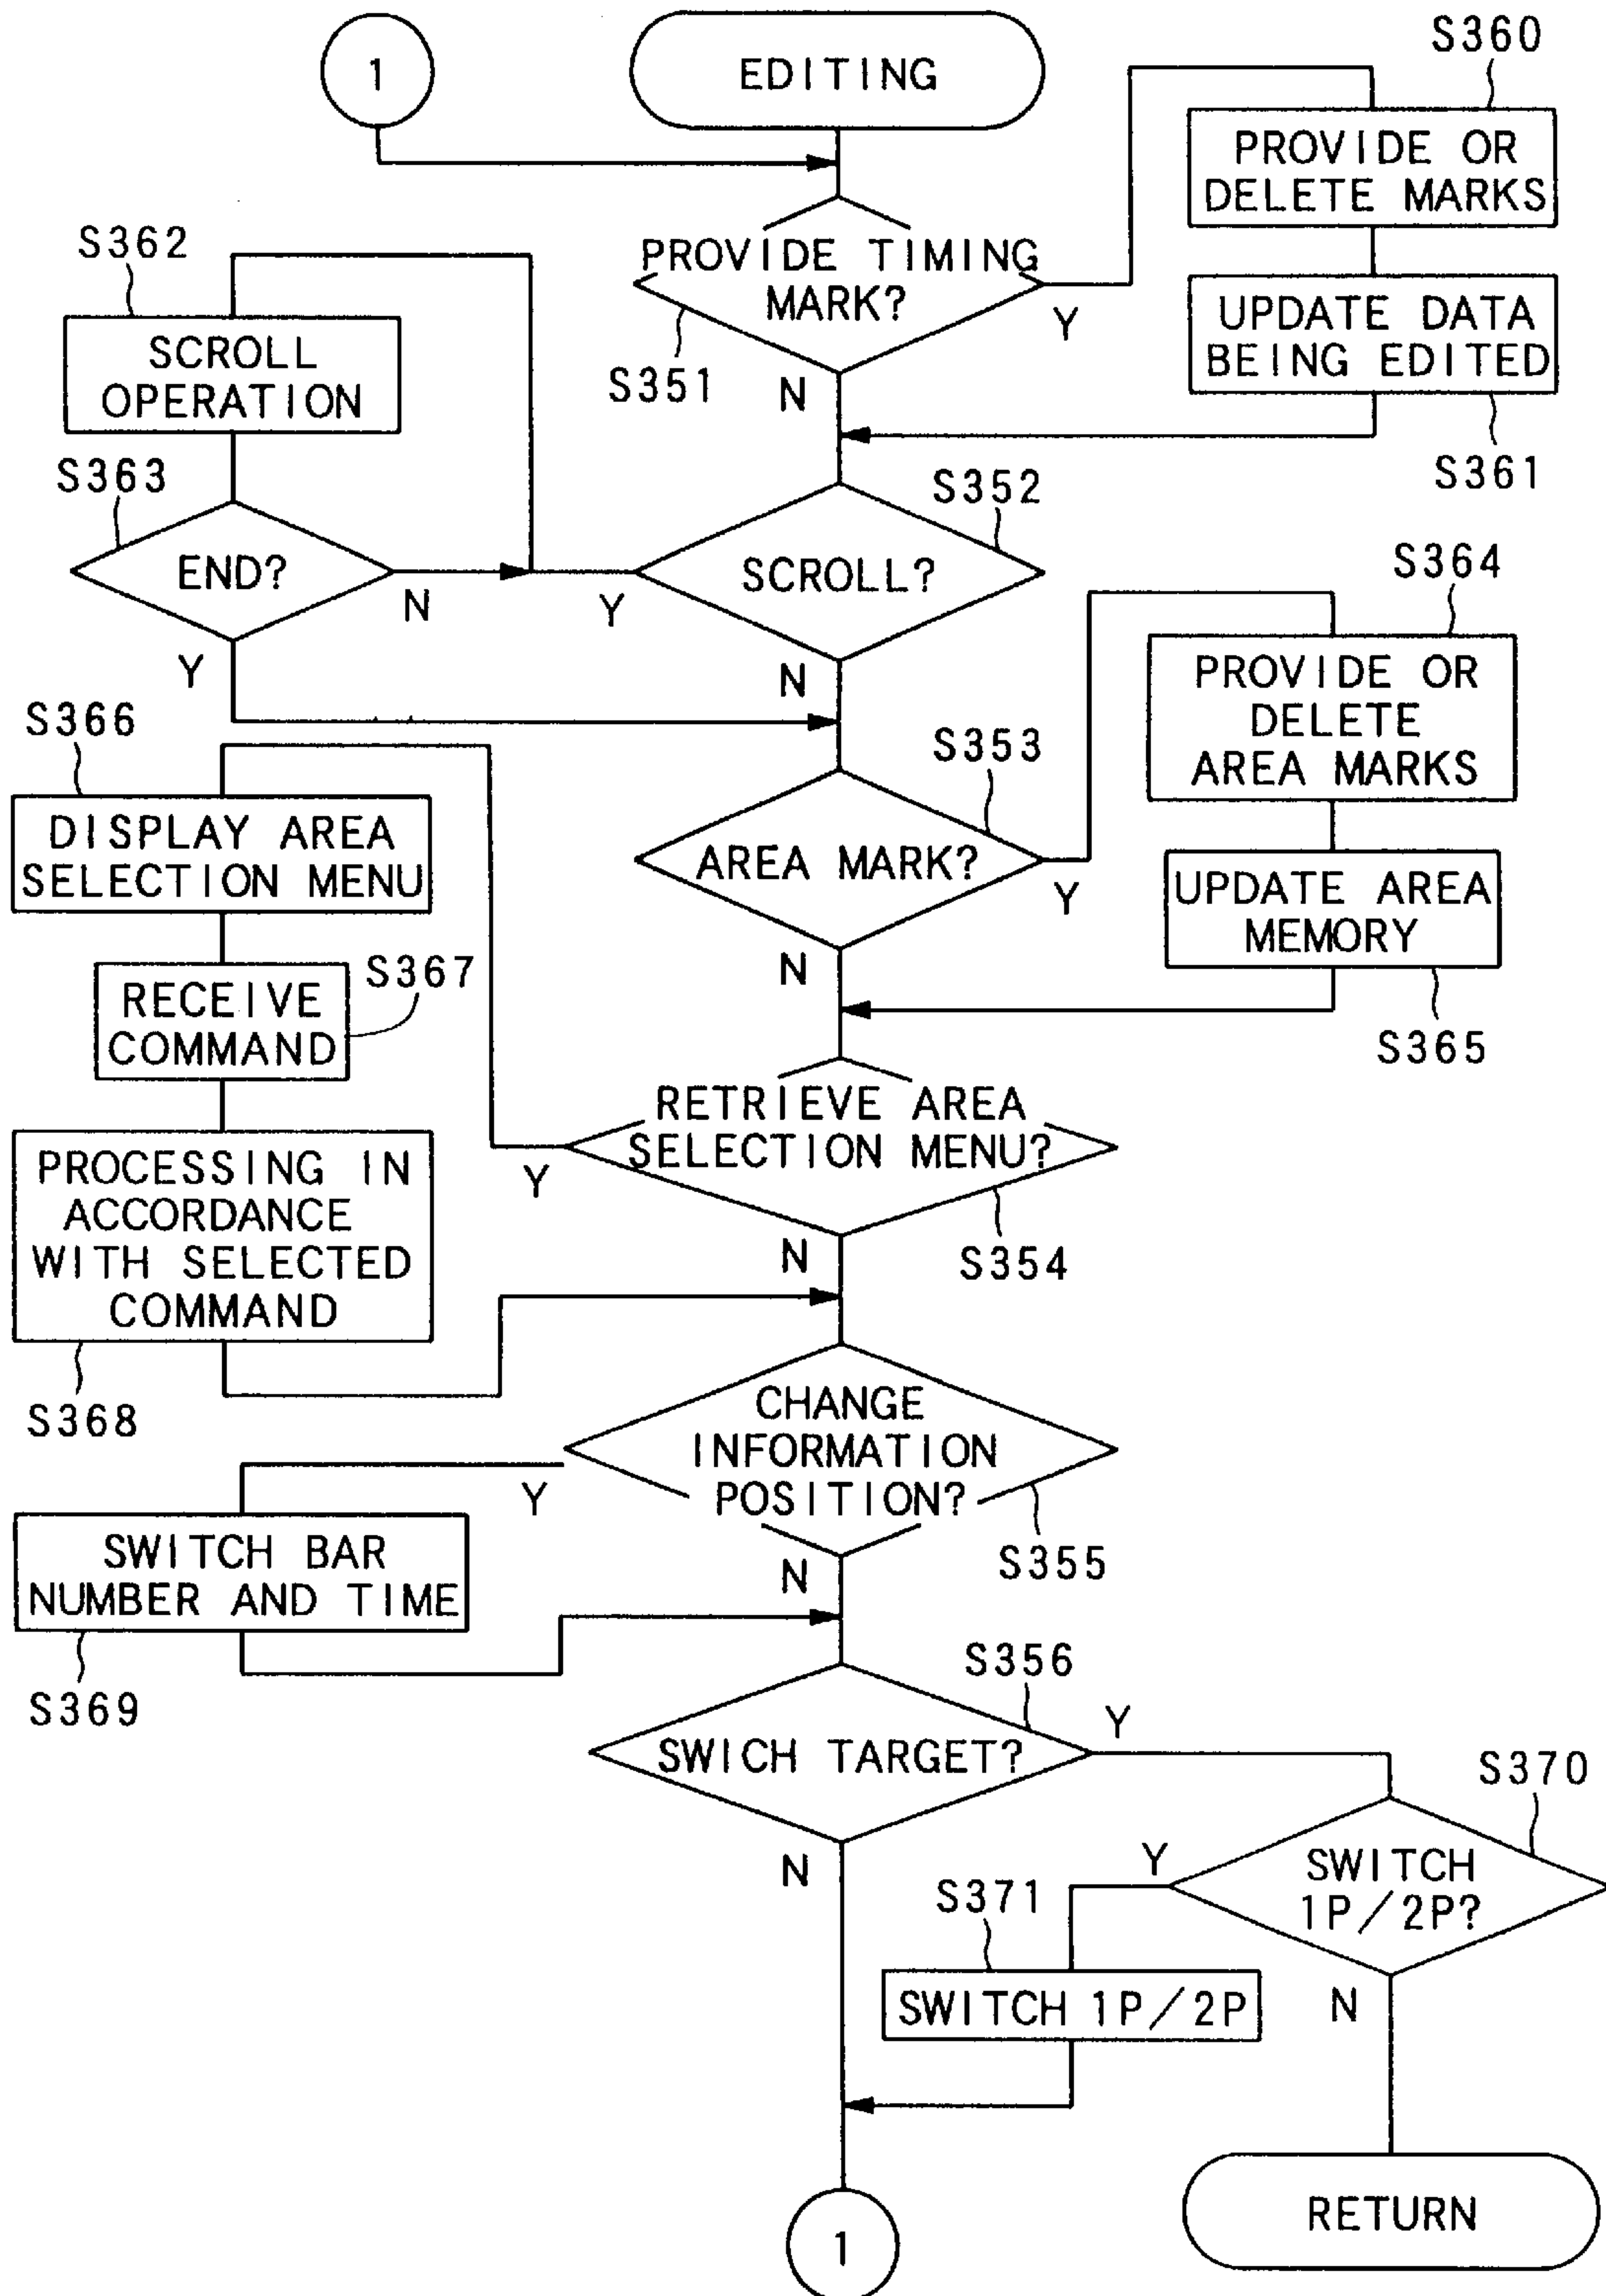 1
EDITING
S360
PROVIDE OR
DELETE MARKS
S362
PROVIDE TIMING
MARK?
Y
S351
N
UPDATE DATA
BEING EDITED
S361
SCROLL
OPERATION
S363
END?
N
Y
S352
SCROLL?
Y
N
S364
PROVIDE OR
DELETE
AREA MARKS
S353
AREA MARK?
Y
N
UPDATE AREA
MEMORY
S365
S366
DISPLAY AREA
SELECTION MENU
S367
RECEIVE
COMMAND
RETRIEVE AREA
SELECTION MENU?
Y
S354
N
PROCESSING IN
ACCORDANCE
WITH SELECTED
COMMAND
S368
CHANGE
INFORMATION
POSITION?
Y
S355
N
SWITCH BAR
NUMBER AND TIME
S369
S356
SWICH TARGET?
Y
N
S370
SWITCH
1P/2P?
Y
N
S371
SWITCH 1P/2P
RETURN
1